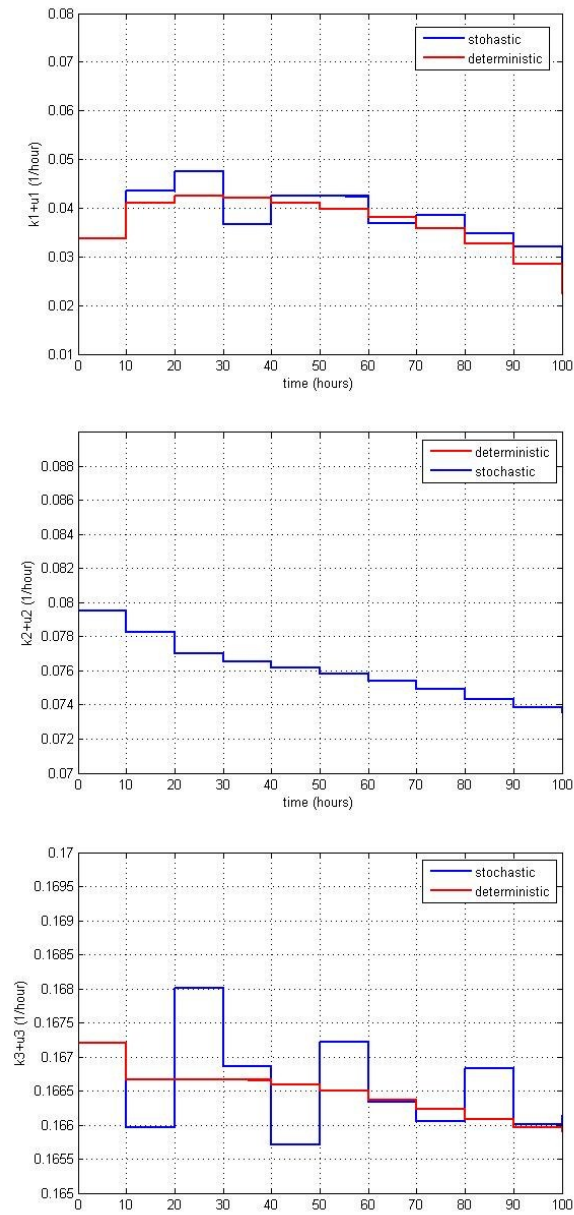 0.08
0.07
0.06
0.05
0.04
0.03
0.02
0.01
k1+u1 (1/hour)
stohastic
deterministic
0 10 20 30 40 50 60 70 80 90 100
time (hours)
0.088
0.086
0.084
0.082
0.08
0.078
0.076
0.074
0.072
0.07
k2+u2 (1/hour)
deterministic
stochastic
0 10 20 30 40 50 60 70 80 90 100
time (hours)
0.17
0.1695
0.169
0.1685
0.168
0.1675
0.167
0.1665
0.166
0.1655
0.165
k3+u3 (1/hour)
stochastic
deterministic
0 10 20 30 40 50 60 70 80 90 100
time (hours)